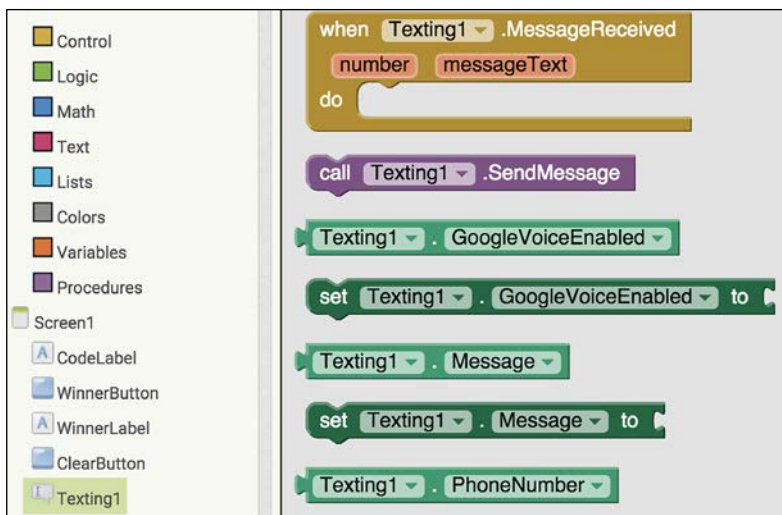 Control
Logic
Math
Text
Lists
Colors
Variables
Procedures
Screen1
CodeLabel
WinnerButton
WinnerLabel
ClearButton
Texting1
when Texting1 .MessageReceived
number messageText
do
call Texting1 .SendMessage
Texting1 . GoogleVoiceEnabled
set Texting1 . GoogleVoiceEnabled to
Texting1 . Message
set Texting1 . Message to
Texting1 . PhoneNumber